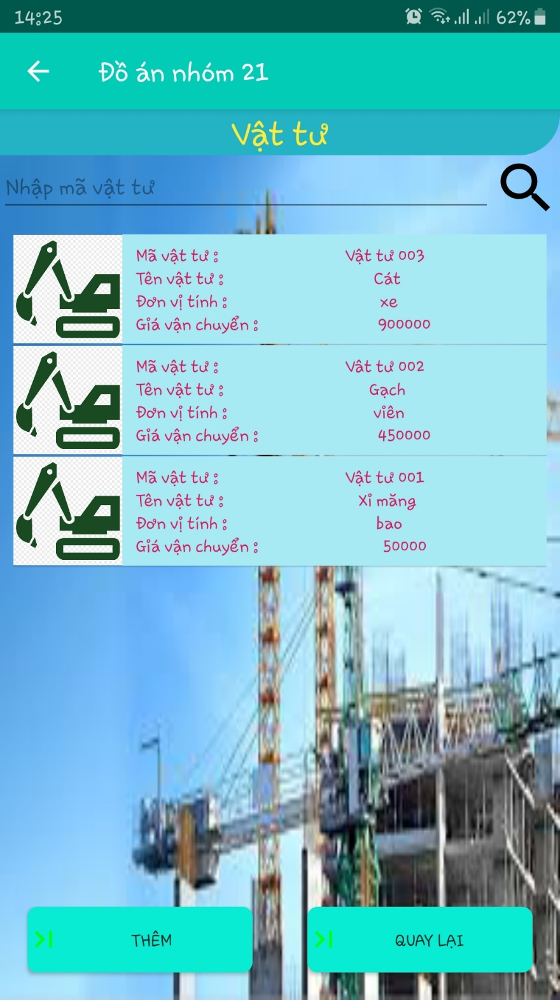 14:25
62%
Đồ án nhóm 21
Vật tư
Nhập mã vật tư
Mã vật tư : Vật tư 003
Tên vật tư : Cát
Đơn vị tính : xe
Giá vận chuyển : 900000
Mã vật tư : Vât tư 002
Tên vật tư : Gạch
Đơn vị tính : viên
Giá vận chuyển : 450000
Mã vật tư : Vật tư 001
Tên vật tư : Xi măng
Đơn vị tính : bao
Giá vận chuyển : 50000
THÊM
QUAY LẠI